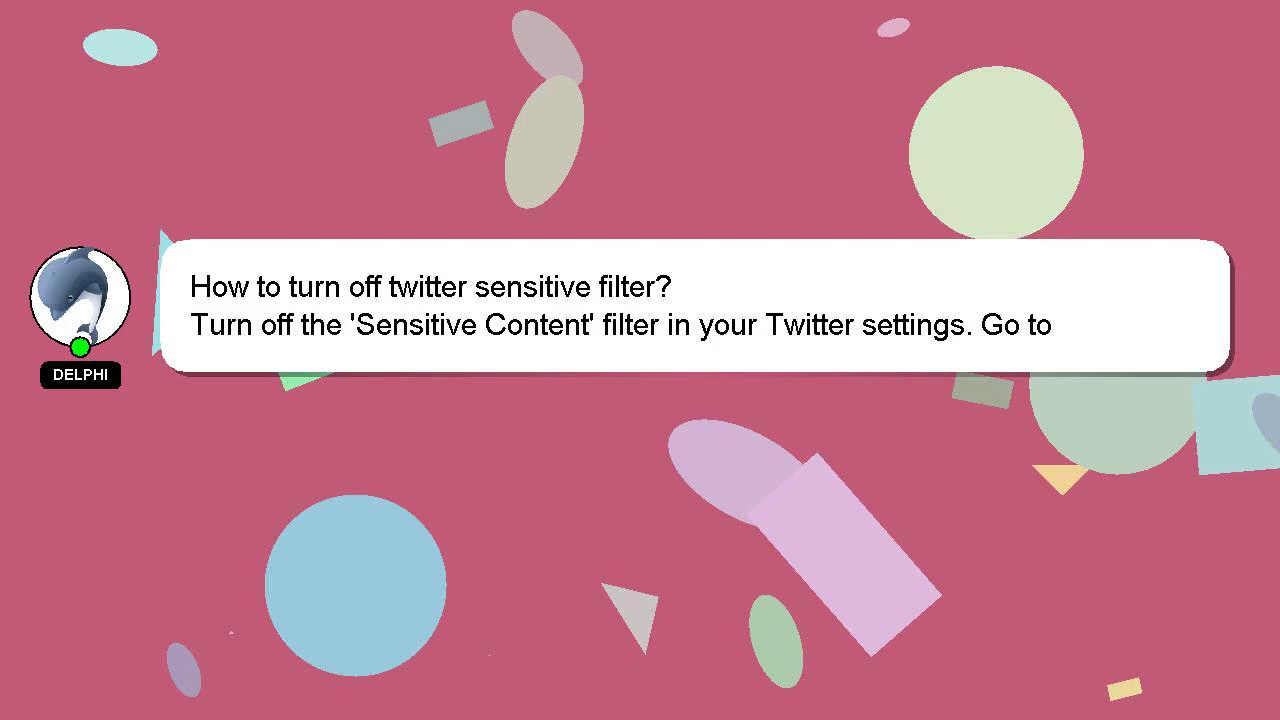 How to turn off twitter sensitive filter?
Turn off the 'Sensitive Content' filter in your Twitter settings. Go to
DELPHI